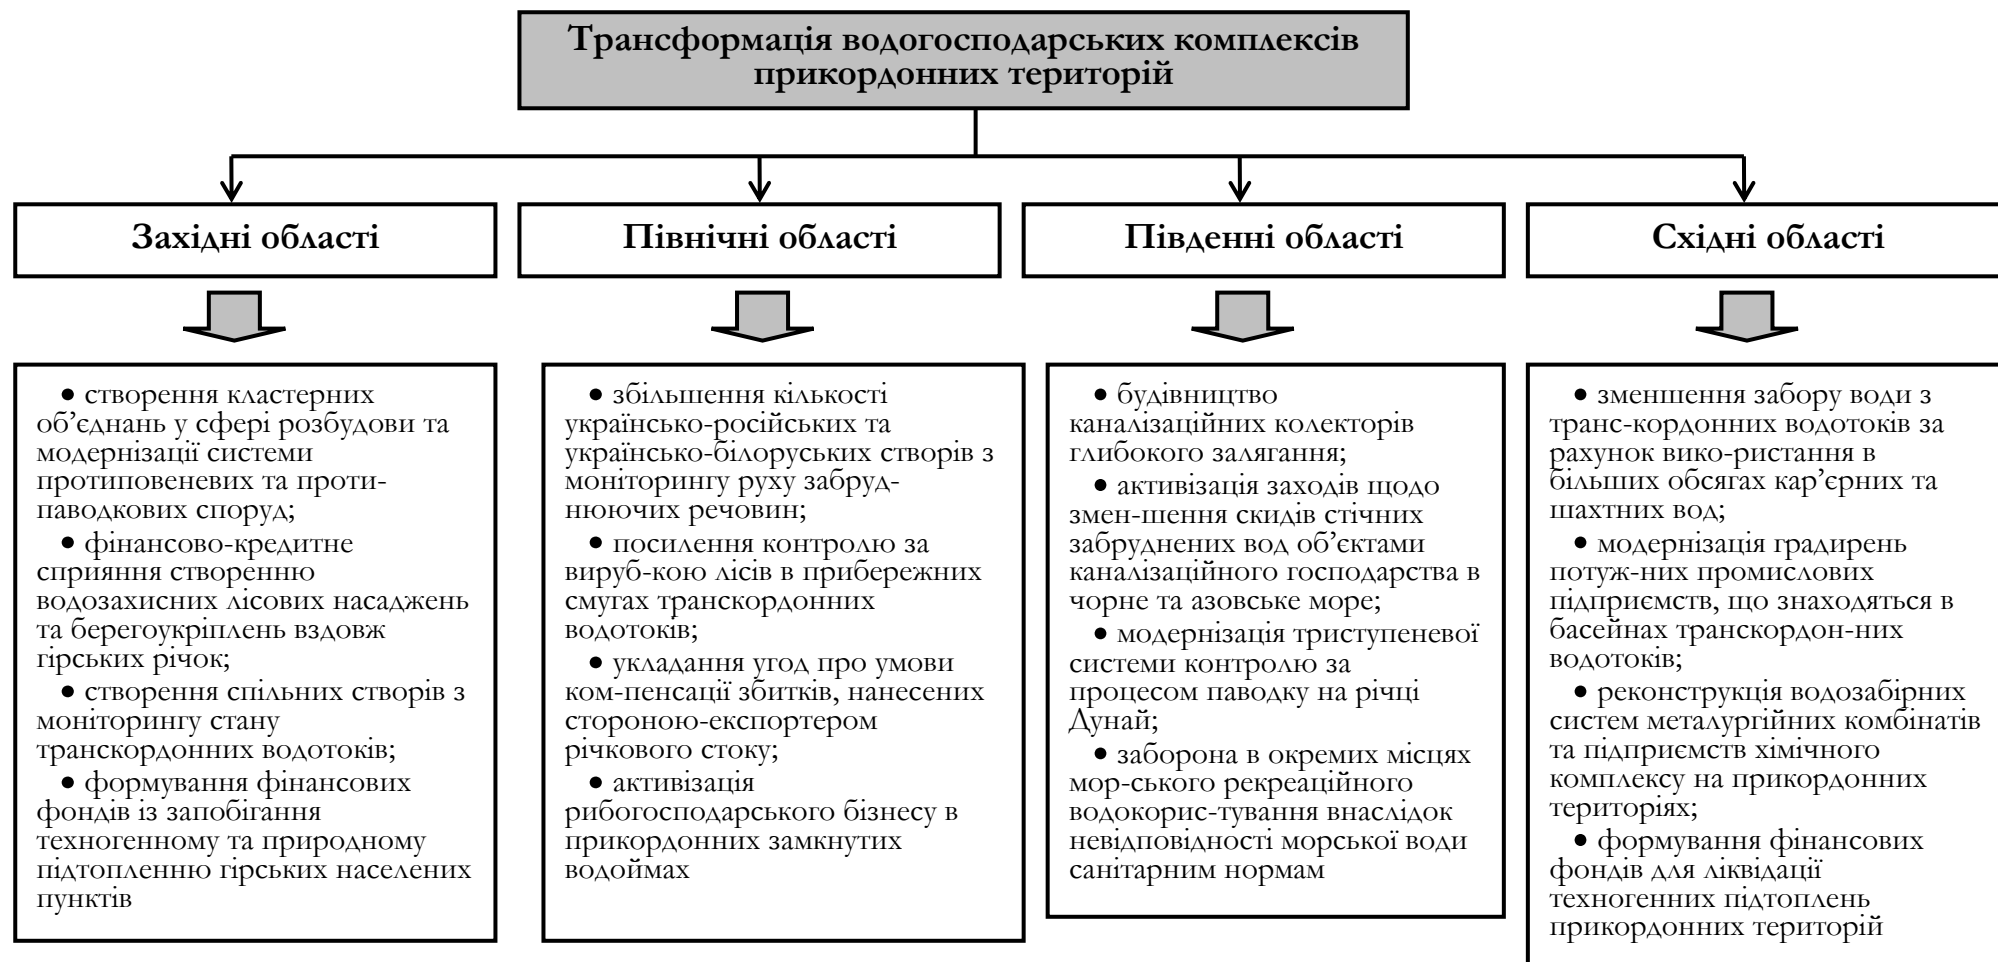 Трансформація водогосподарських комплексів
прикордонних територій
Західні області
Північні області
Південні області
Східні області
• створення кластерних
об’єднань у сфері розбудови та
модернізації системи
протиповеневих та проти-
паводкових споруд;
• фінансово-кредитне
сприяння створенню
водозахисних лісових насаджень
та берегоукріплень вздовж
гірських річок;
• створення спільних створів з
моніторингу стану
транскордонних водотоків;
• формування фінансових
фондів із запобігання
техногенному та природному
підтопленню гірських населених
пунктів
• збільшення кількості
українсько-російських та
українсько-білоруських створів з
моніторингу руху забруд-
нюючих речовин;
• посилення контролю за
вируб-кою лісів в прибережних
смугах транскордонних
водотоків;
• укладання угод про умови
ком-пенсації збитків, нанесених
стороною-експортером
річкового стоку;
• активізація
рибогосподарського бізнесу в
прикордонних замкнутих
водоймах
• будівництво
каналізаційних колекторів
глибокого залягання;
• активізація заходів щодо
змен-шення скидів стічних
забруднених вод об’єктами
каналізаційного господарства в
чорне та азовське море;
• модернізація триступеневої
системи контролю за
процесом паводку на річці
Дунай;
• заборона в окремих місцях
мор-ського рекреаційного
водокорис-тування внаслідок
невідповідності морської води
санітарним нормам
• зменшення забору води з
транс-кордонних водотоків за
рахунок вико-ристання в
більших обсягах кар’єрних та
шахтних вод;
• модернізація градирень
потуж-них промислових
підприємств, що знаходяться в
басейнах транскордон-них
водотоків;
• реконструкція водозабірних
систем металургійних комбінатів
та підприємств хімічного
комплексу на прикордонних
територіях;
• формування фінансових
фондів для ліквідації
техногенних підтоплень
прикордонних територій